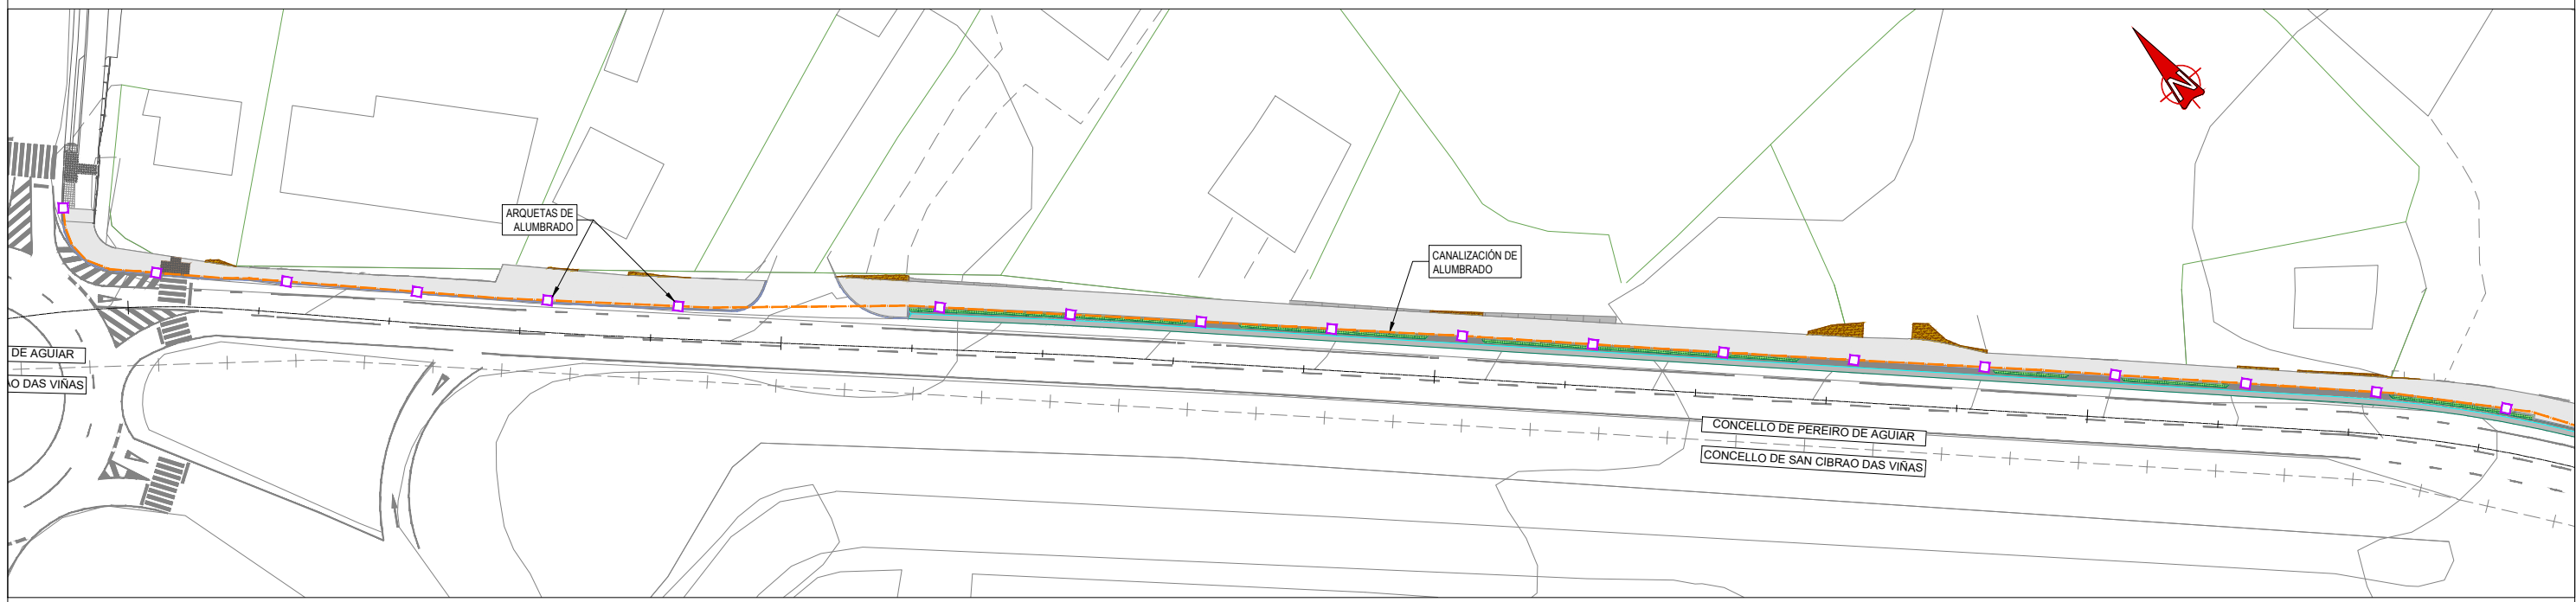 ARQUETAS DE
ALUMBRADO
CANALIZACIÓN DE
ALUMBRADO
N
DE AGUIAR
AO DAS VIÑAS
CONCELLO DE PEREIRO DE AGUIAR
CONCELLO DE SAN CIBRAO DAS VIÑAS